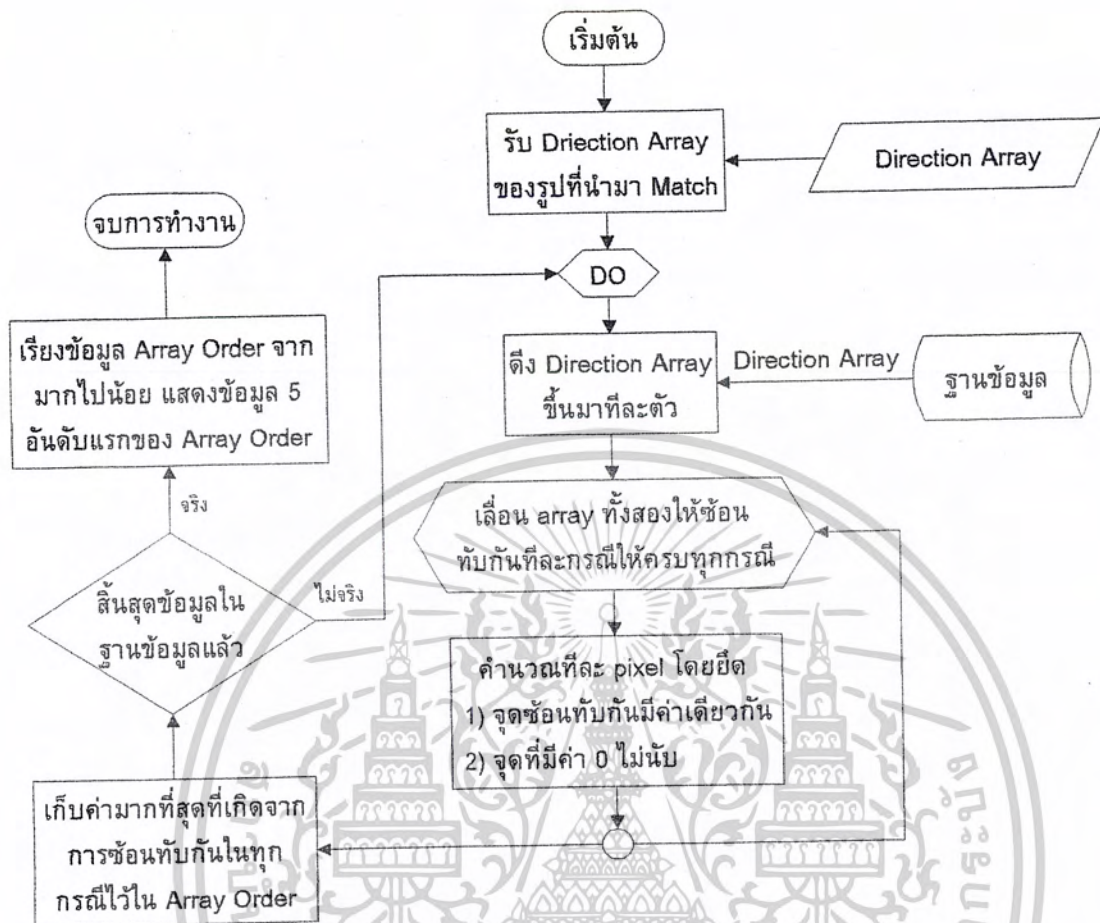 เริ่มต้น
รับ Driection Array
ของรูปที่นำมา Match
Direction Array
DO
ดึง Direction Array
ขึ้นมาทีละตัว
Direction Array
ฐานข้อมูล
เลื่อน array ทั้งสองให้ซ้อน
ทับกันทีละกรณีให้ครบทุกกรณี
คำนวณทีละ pixel โดยยึด
1) จุดซ้อนทับกันมีค่าเดียวกัน
2) จุดที่มีค่า 0 ไม่นับ
เก็บค่ามากที่สุดที่เกิดจาก
การซ้อนทับกันในทุก
กรณีไว้ใน Array Order
สิ้นสุดข้อมูลใน
ฐานข้อมูลแล้ว
ไม่จริง
จริง
เรียงข้อมูล Array Order จาก
มากไปน้อย แสดงข้อมูล 5
อันดับแรกของ Array Order
จบการทำงาน